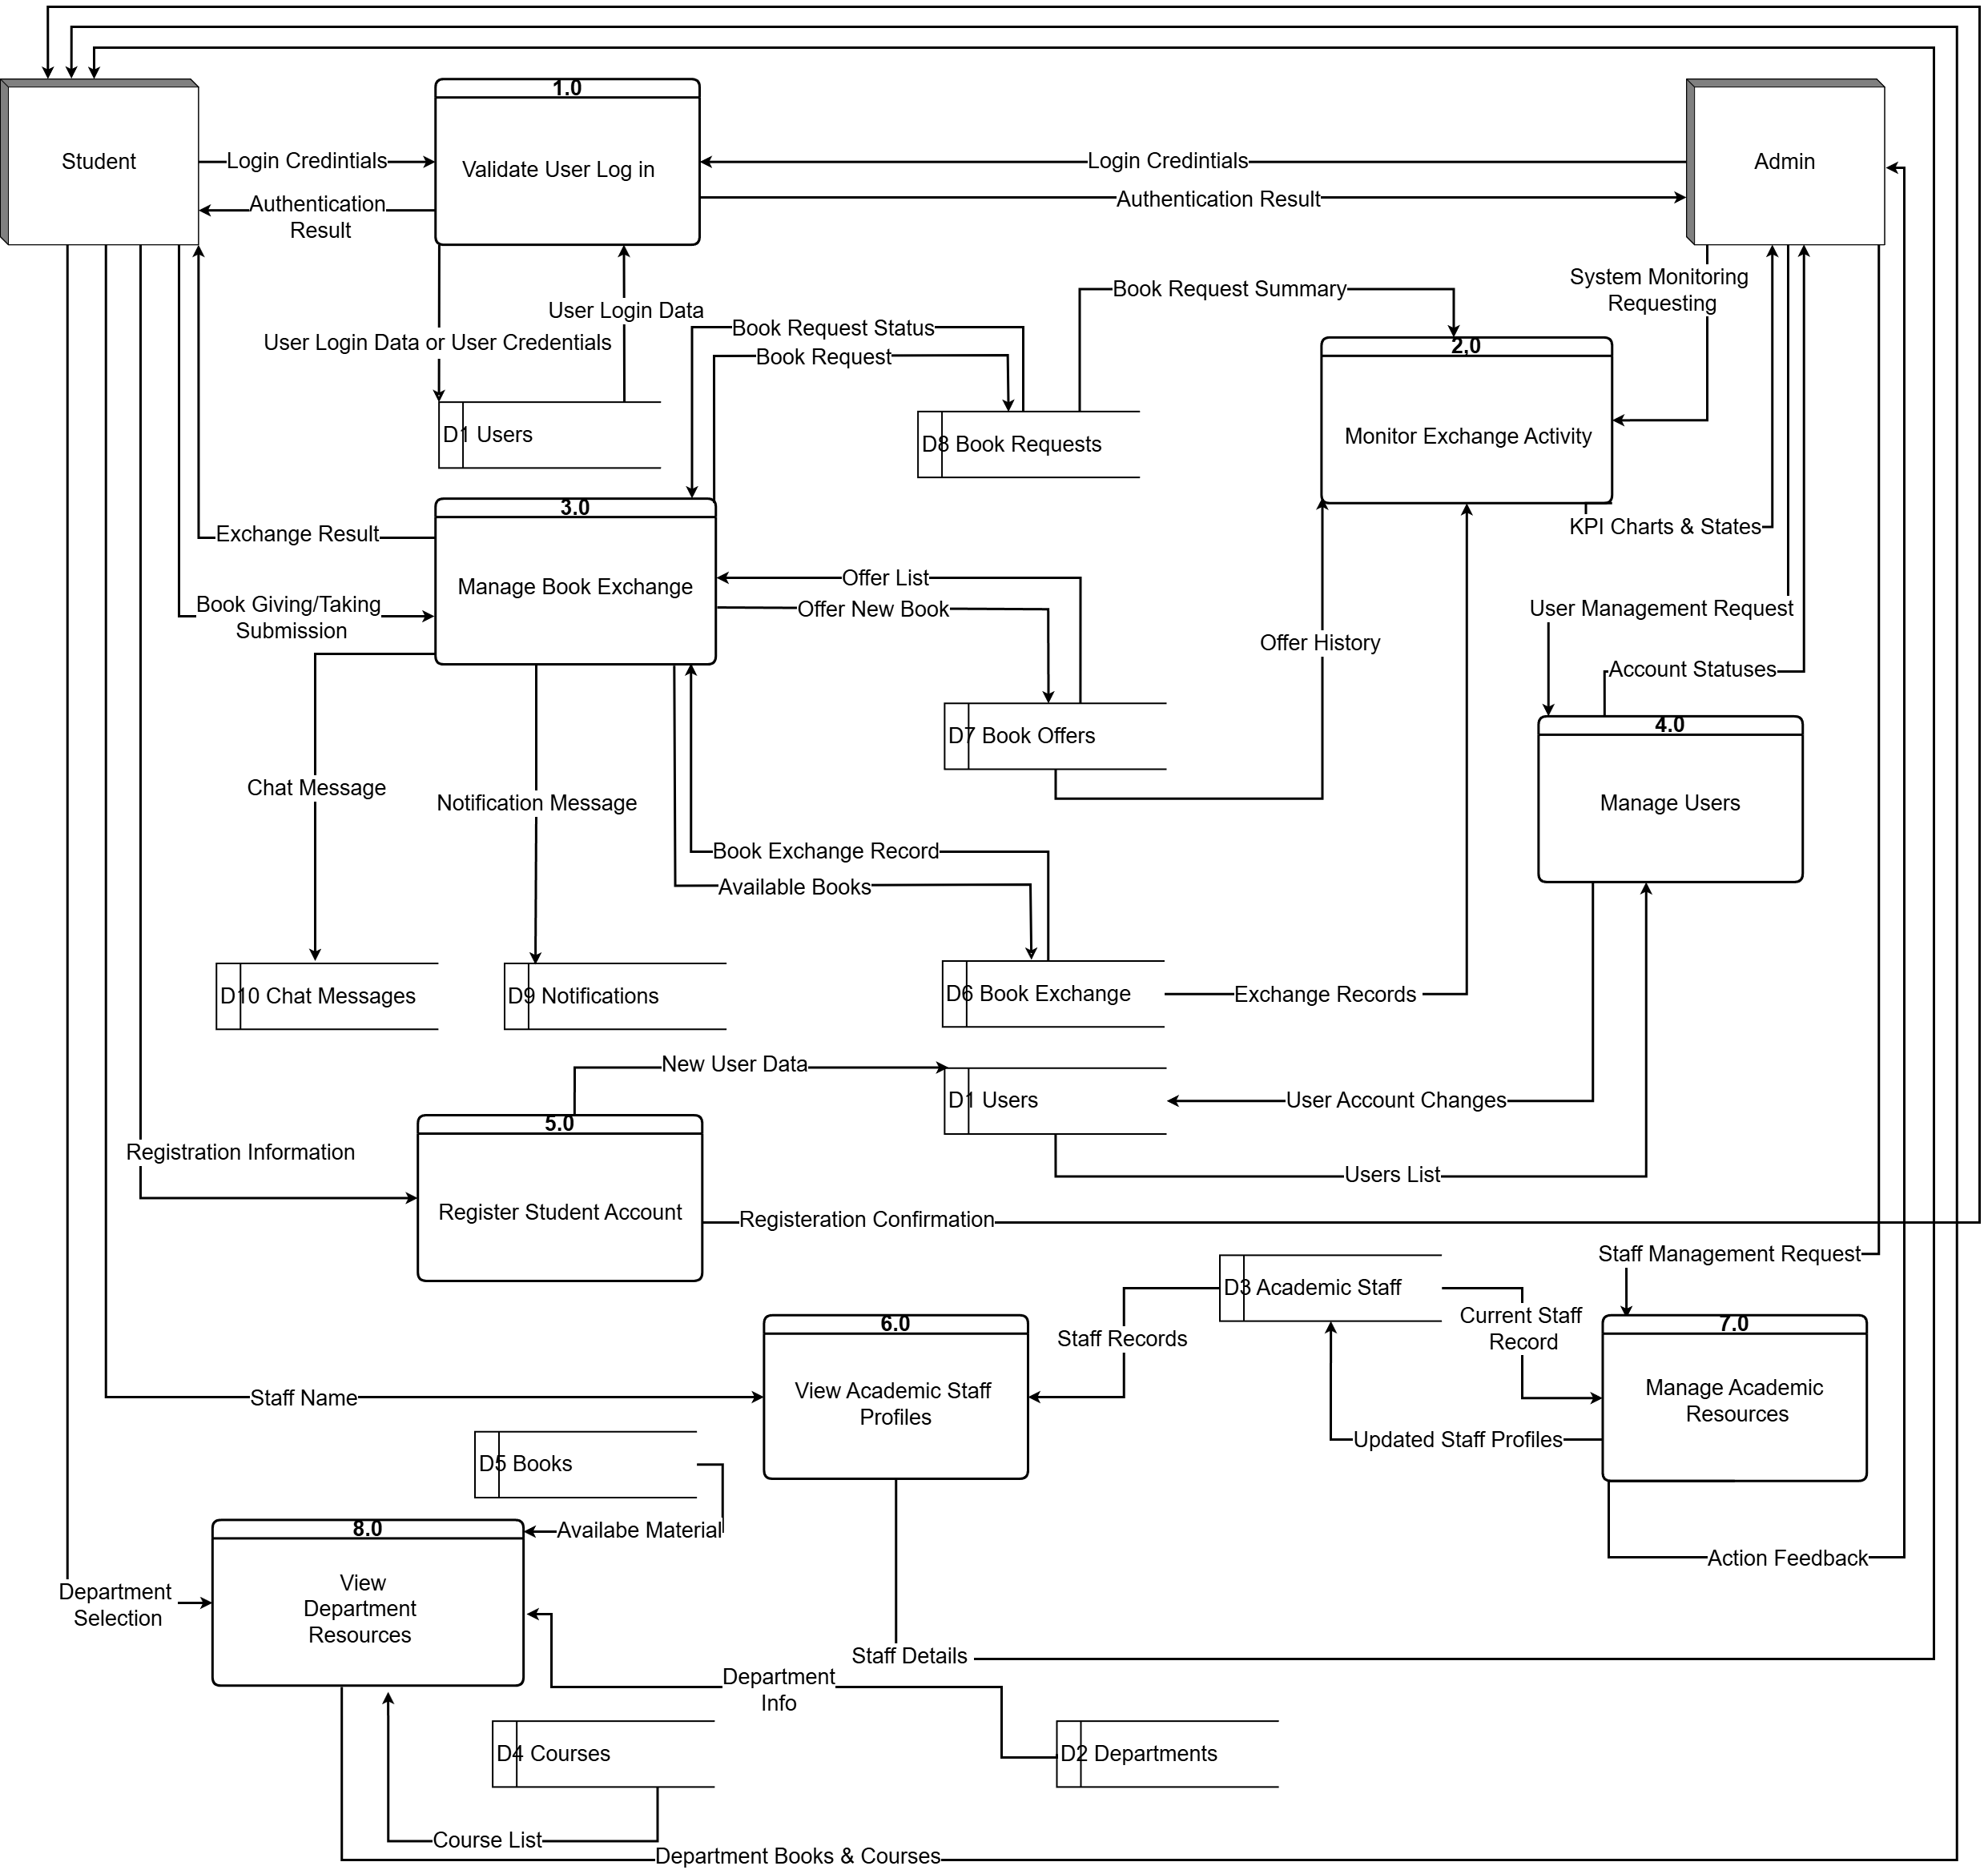 1.0
Student
Login Credintials
Validate User Log in
Login Credintials
Admin
Authentication
Result
Authentication Result
System Monitoring
Requesting
Book Request Summary
User Login Data
Book Request Status
User Login Data or User Credentials
Book Request
2,0
D1 Users
D8 Book Requests
Monitor Exchange Activity
3.0
Exchange Result
KPI Charts & States
Manage Book Exchange
Offer List
Book Giving/Taking
Submission
Offer New Book
User Management Request
Offer History
Account Statuses
D7 Book Offers
4.0
Chat Message
Notification Message
Manage Users
Book Exchange Record
Available Books
D10 Chat Messages
D9 Notifications
D6 Book Exchange
Exchange Records
New User Data
D1 Users
User Account Changes
5.0
Registration Information
Users List
Register Student Account
Registeration Confirmation
Staff Management Request
D3 Academic Staff
Current Staff
Record
6.0
7.0
Staff Records
View Academic Staff
Profiles
Manage Academic
Resources
Staff Name
Updated Staff Profiles
D5 Books
8.0
Availabe Material
Action Feedback
View
Department
Resources
Department
Selection
Staff Details
Department
Info
D4 Courses
D2 Departments
Course List
Department Books & Courses